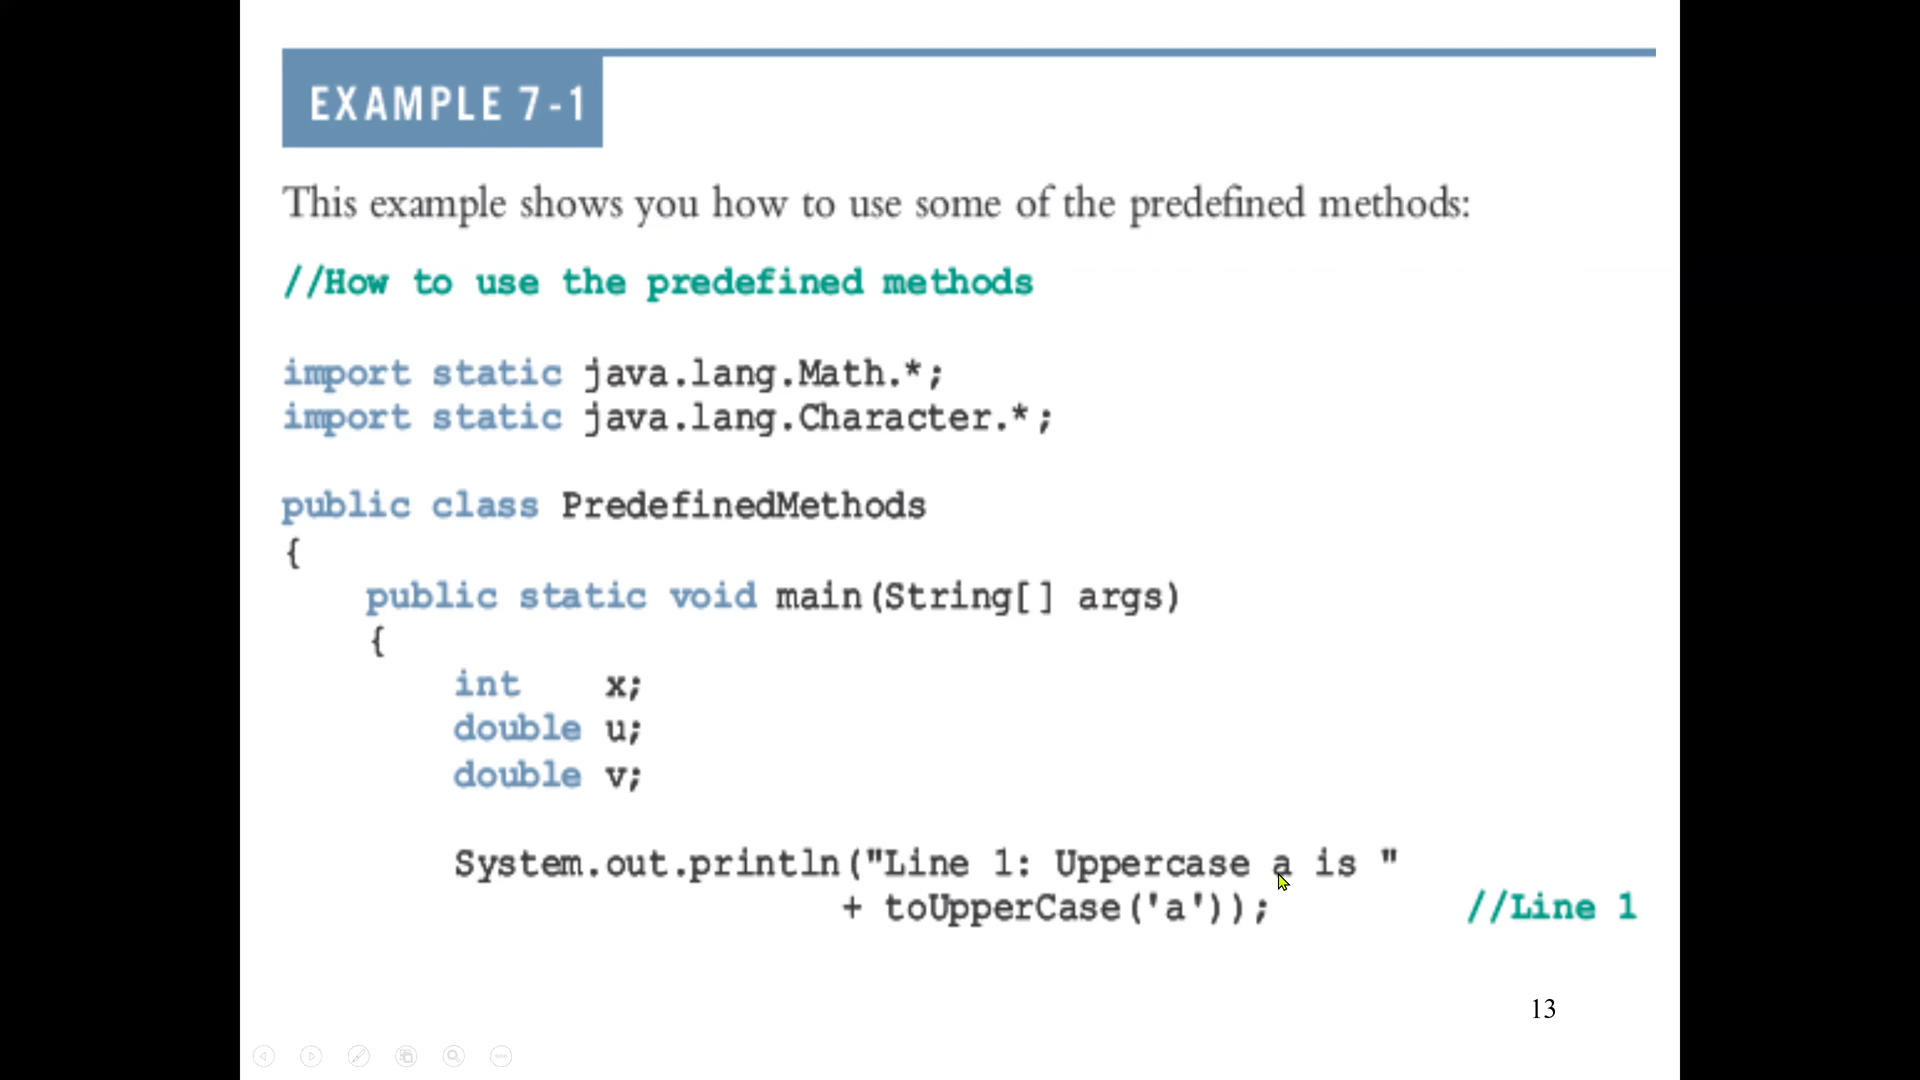 EXAMPLE 7-1
This example shows you how to use some of the predefined methods:
//How to use the predefined methods
import static java.lang.Math.*;
import static java.lang.Character.*;
public class PredefinedMethods
{
public static void main(String[] args)
{
int x;
double u;
double v;
System.out.println("Line 1: Uppercase a is "
+ toUpperCase('a')); //Line 1
13